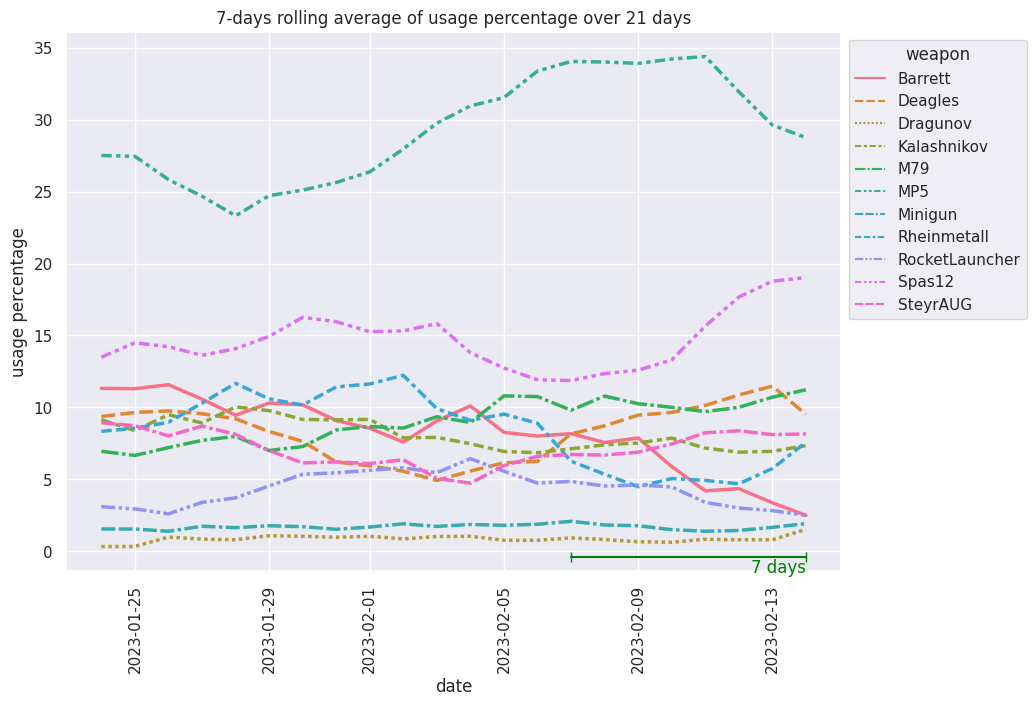 7-days rolling average of usage percentage over 21 days
35
30
25
20
15
10
5
0
usage percentage
weapon
Barrett
Deagles
Dragunov
Kalashnikov
M79
MP5
Minigun
Rheinmetall
RocketLauncher
Spas12
SteyrAUG
7 days
2023-01-25
2023-01-29
2023-02-01
2023-02-05
2023-02-09
2023-02-13
date